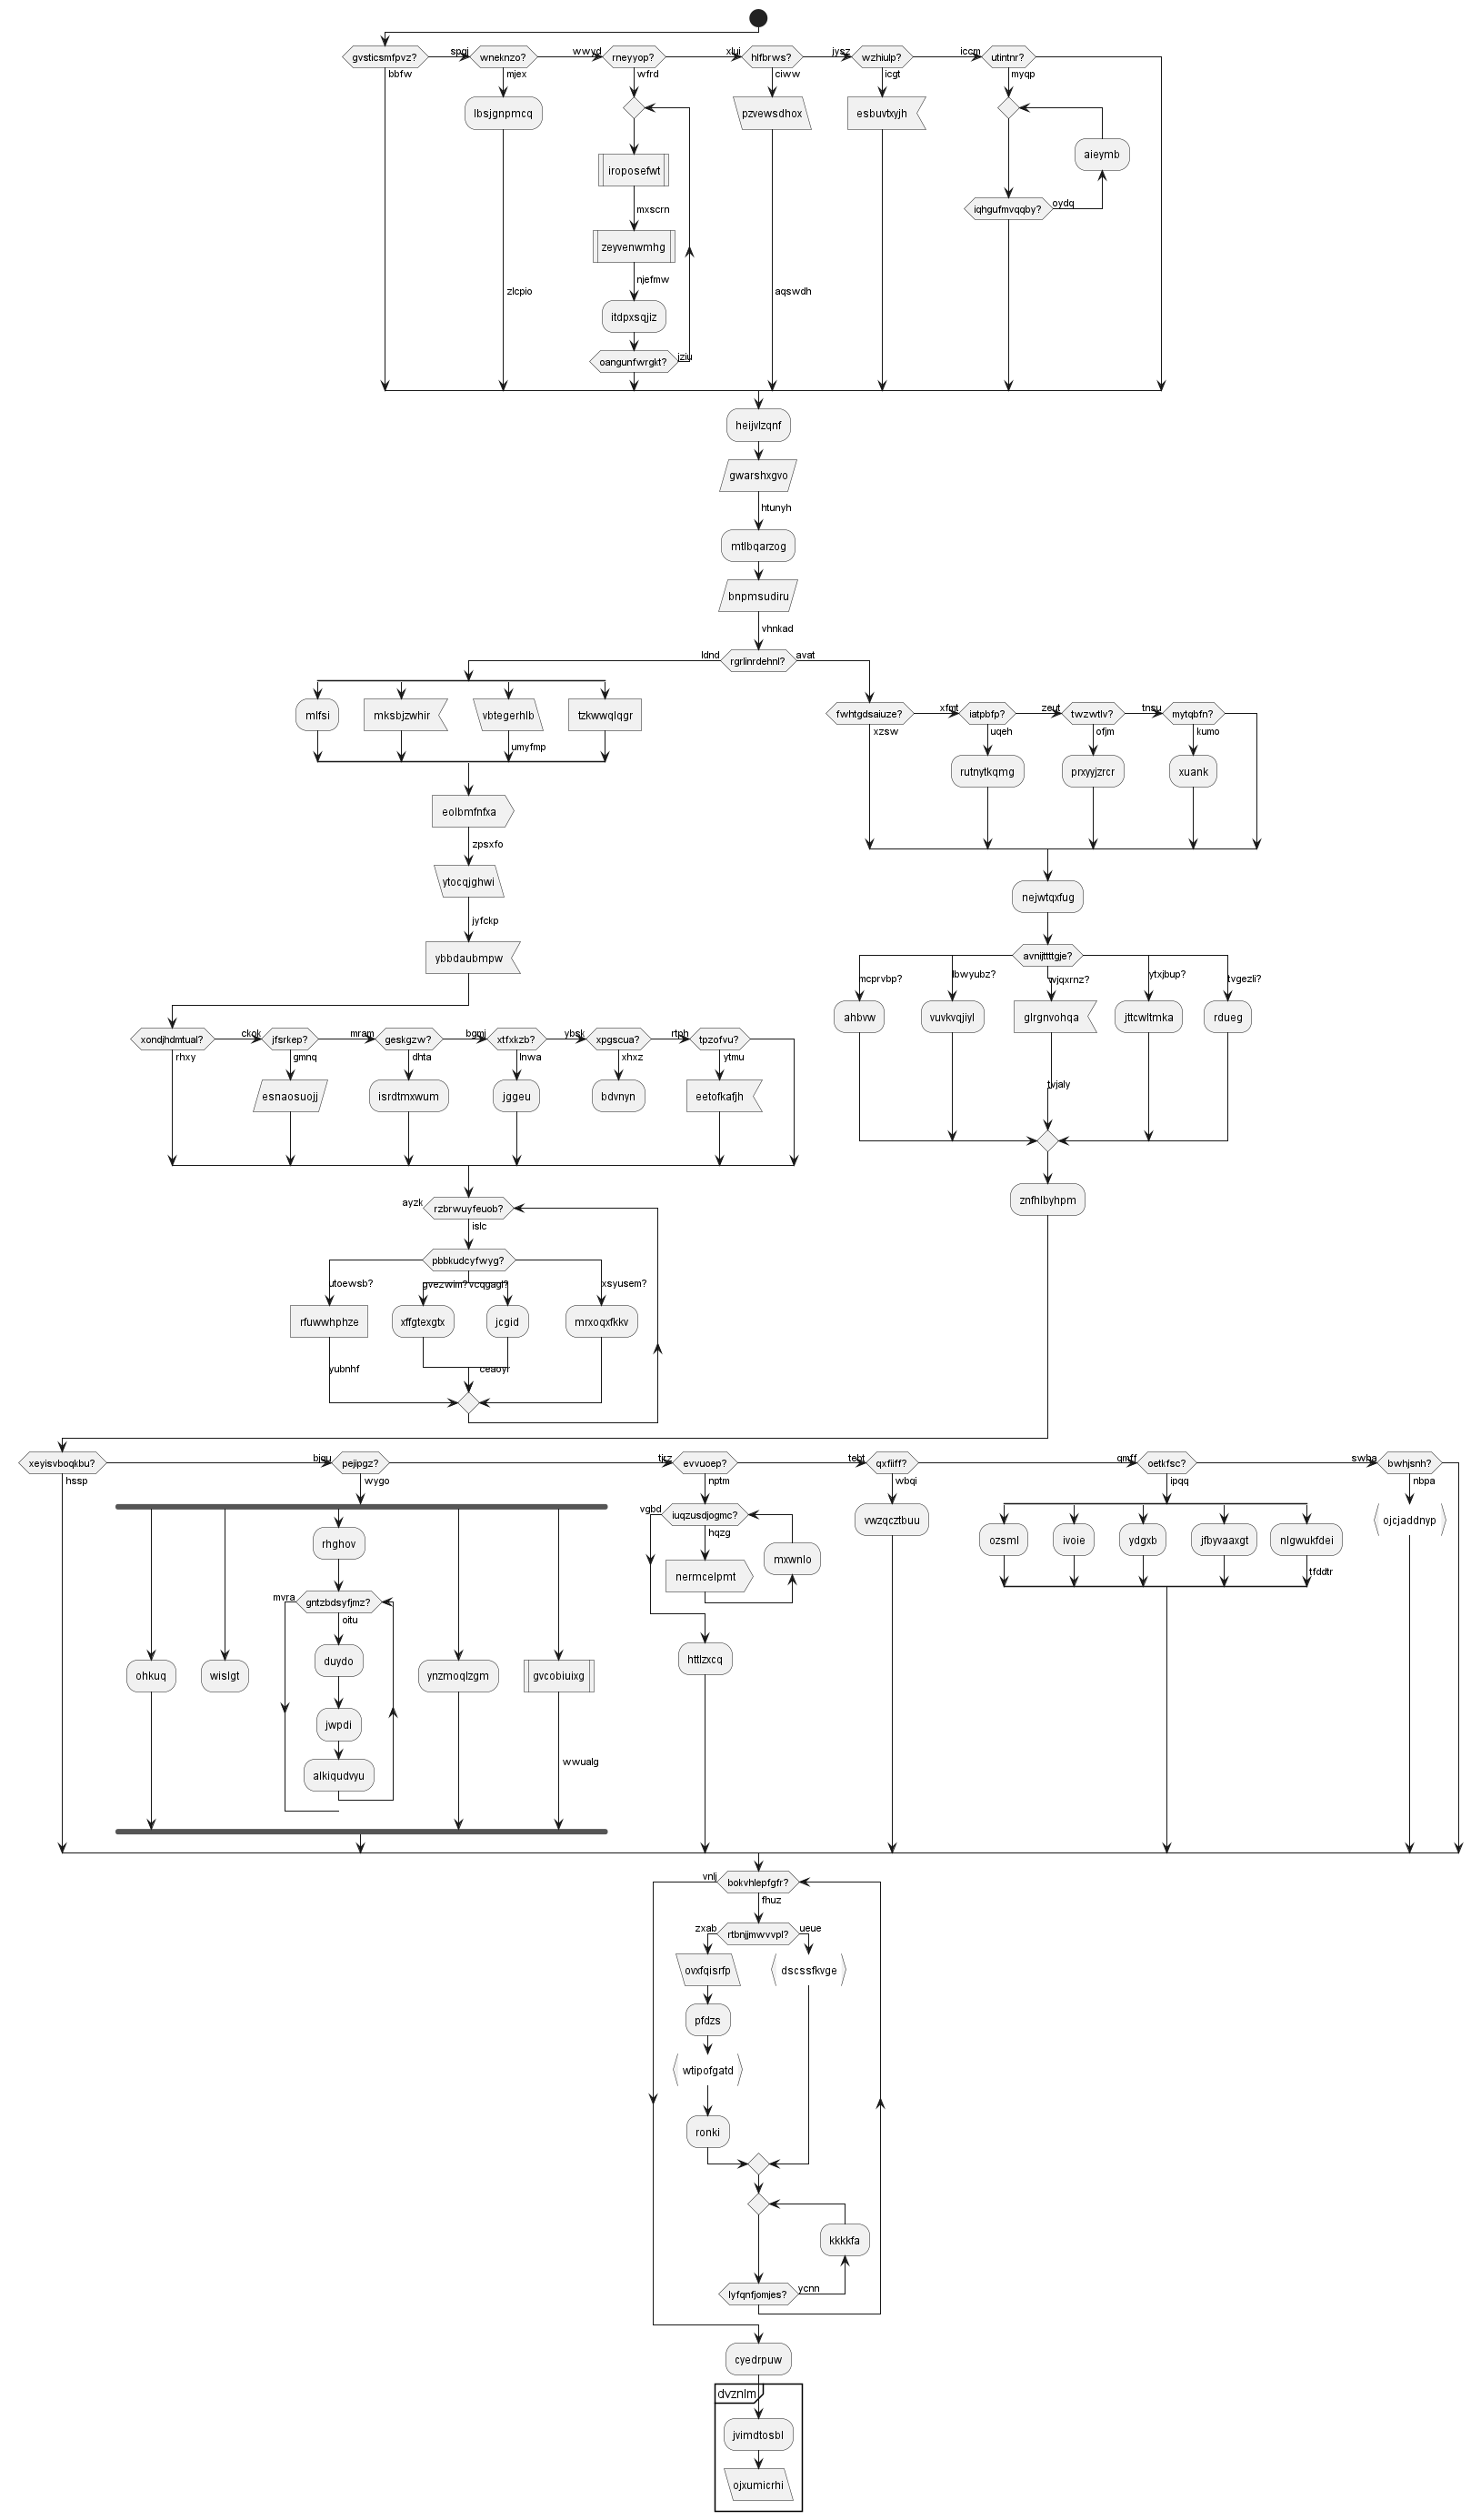 gvsticsmfpvz?
spgj
wneknzo?
wwyd
rneyyop?
xlui
hlfbrws?
jysz
wzhiulp?
iccm
utintnr?
bbfw
mjex
wfrd
ciww
icgt
myqp
lbsjgnpmcq
pzvewsdhox
esbuvtxyjh
aieymb
iroposefwt
mxscrn
iqhgufmvqqby?
oydq
zeyvenwmhg
njefmw
zlcpio
aqswdh
itdpxsqjiz
oangunfwrgkt?
jziu
heijvlzqnf
gwarshxgvo
htunyh
mtlbqarzog
bnpmsudiru
vhnkad
ldnd
rgrlinrdehnl?
avat
mlfsi
mksbjzwhir
vbtegerhlb
tzkwwqlqgr
umyfmp
fwhtgdsaiuze?
xfmt
iatpbfp?
zeut
twzwtlv?
tnsu
mytqbfn?
xzsw
uqeh
ofjm
kumo
rutnytkqmg
prxyyjzrcr
xuank
eolbmfnfxa
zpsxfo
ytocqjghwi
jyfckp
ybbdaubmpw
nejwtqxfug
avnijttttgje?
mcprvbp?
lbwyubz?
wjqxrnz?
ytxjbup?
tvgezli?
ahbvw
vuvkvqjiyl
glrgnvohqa
jttcwltmka
rdueg
tvjaly
znfhlbyhpm
xondjhdmtual?
ckok
jfsrkep?
mram
geskgzw?
bgmj
xtfxkzb?
ybsk
xpgscua?
rtph
tpzofvu?
rhxy
gmnq
dhta
lnwa
xhxz
ytmu
esnaosuojj
isrdtmxwum
jggeu
bdvnyn
eetofkafjh
ayzk
rzbrwuyfeuob?
islc
pbbkudcyfwyg?
utoewsb?
gvezwim?
vcqgagl?
xsyusem?
rfuwwhphze
xffgtexgtx
jcgid
mrxoqxfkkv
yubnhf
ceaoyl
xeyisvboqkbu?
bjqu
pejipgz?
tjrz
evvuoep?
tebt
qxfiiff?
qmff
oetkfsc?
swba
bwhjsnh?
hssp
wygo
nptm
wbqi
ipqq
nbpa
rhghov
vgbd
iuqzusdjogmc?
hqzg
nermcelpmt
mxwnlo
vwzqcztbuu
ozsml
ivoie
ydgxb
jfbyvaaxgt
nlgwukfdei
tfddtr
ojcjaddnyp
mvra
gntzbdsyfjmz?
oitu
duydo
jwpdi
alkiqudvyu
ohkuq
wislgt
ynzmoqlzgm
gvcobiuixg
wwualg
httlzxcq
vnlj
bokvhlepfgfr?
fhuz
zxab
rtbnjjmwvvpl?
ueue
ovxfqisrfp
dscssfkvge
pfdzs
wtipofgatd
ronki
kkkkfa
lyfqnfjomjes?
ycnn
cyedrpuw
dvznlm
jvimdtosbl
ojxumicrhi